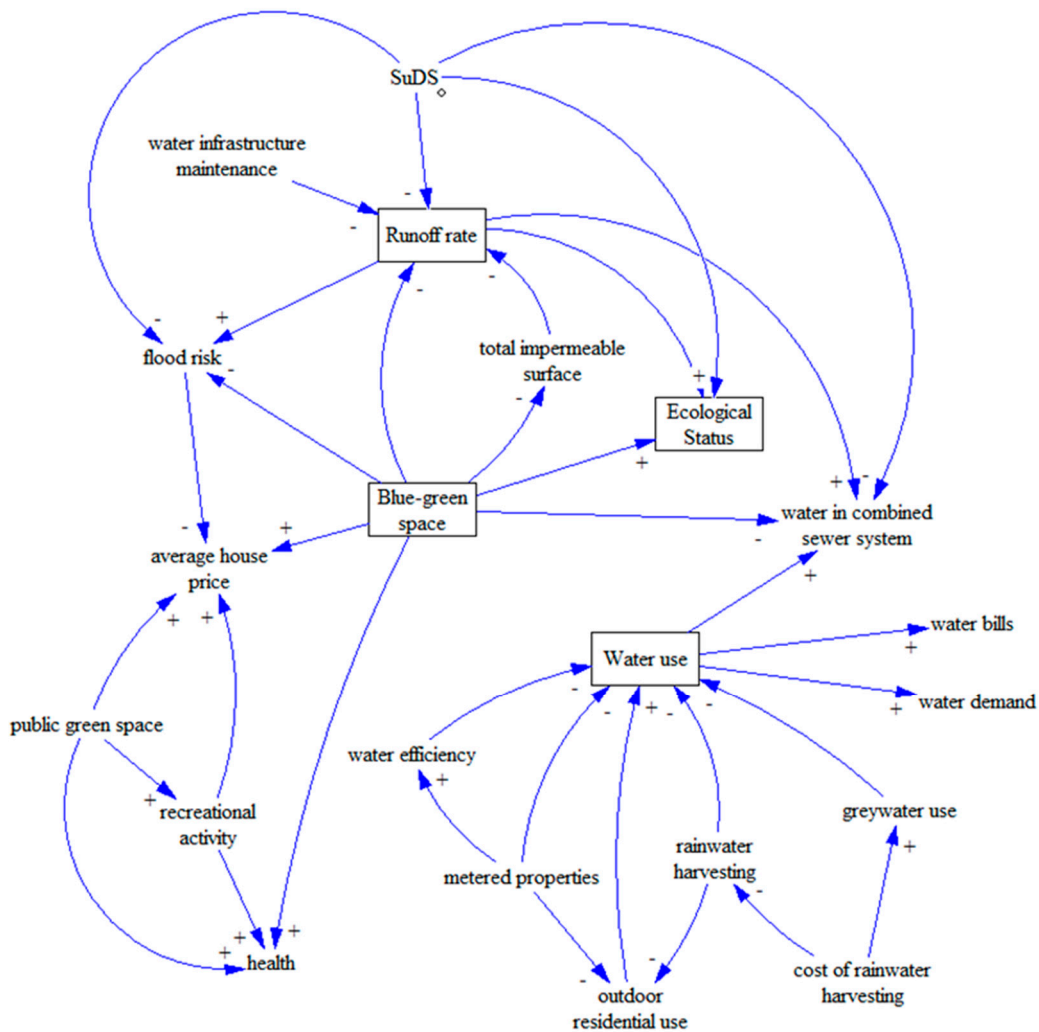 SuDS
water infrastructure
maintenance
-
-
Runoff rate
-
-
+
-
flood risk
-
total impermeable
surface
-
+
Ecological
Status
+
Blue-green
space
+ -
water in combined
sewer system
-
+
-
+
average house
price
+ +
Water use
water bills
+
water demand
+
-
-
+
-
-
public green space
+
recreational
activity
water efficiency
+
greywater use
+
metered properties
rainwater
harvesting
-
+
+
+
health
-
-
outdoor
residential use
cost of rainwater
harvesting